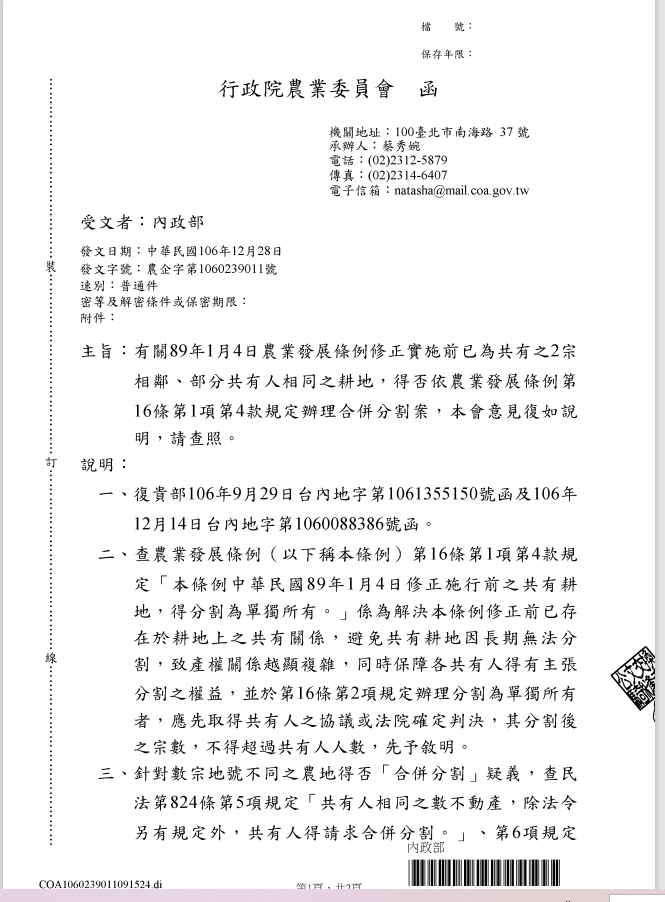 檔　　號：
保存年限：
行政院農業委員會　函
機關地址：100臺北市南海路 37 號
承辦人：蔡秀婉
電話：(02)2312-5879
傳真：(02)2314-6407
電子信箱：natasha@mail.coa.gov.tw
受文者：內政部
發文日期：中華民國106年12月28日
發文字號：農企字第1060239011號
速別：普通件
密等及解密條件或保密期限：
附件：
主旨：有關89年1月4日農業發展條例修正實施前已為共有之2宗
相鄰、部分共有人相同之耕地，得否依農業發展條例第
16條第1項第4款規定辦理合併分割案，本會意見復如說
明，請查照。
說明：
一、復貴部106年9月29日台內地字第1061355150號函及106年
12月14日台內地字第1060088386號函。
二、查農業發展條例（以下稱本條例）第16條第1項第4款規
定「本條例中華民國89年1月4日修正施行前之共有耕
地，得分割為單獨所有。」係為解決本條例修正前已存
在於耕地上之共有關係，避免共有耕地因長期無法分
割，致產權關係越顯複雜，同時保障各共有人得有主張
分割之權益，並於第16條第2項規定辦理分割為單獨所有
者，應先取得共有人之協議或法院確定判決，其分割後
之宗數，不得超過共有人人數，先予敘明。
三、針對數宗地號不同之農地得否「合併分割」疑義，查民
法第824條第5項規定「共有人相同之數不動產，除法令
另有規定外，共有人得請求合併分割。」、第6項規定
裝
訂
線
內政部
COA1060239011091524.di
第1頁，共2頁